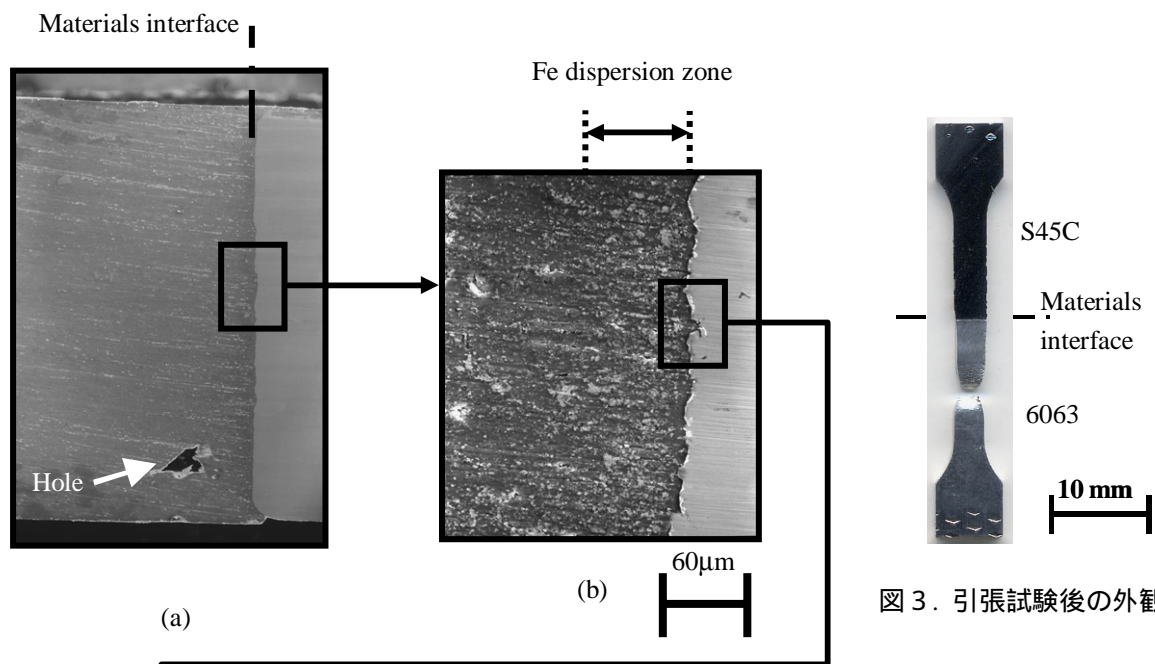 Materials interface
Fe dispersion zone
Hole
(a)
60μm
(b)
S45C
Materials
interface
6063
10 mm
図３. 引張試験後の外観